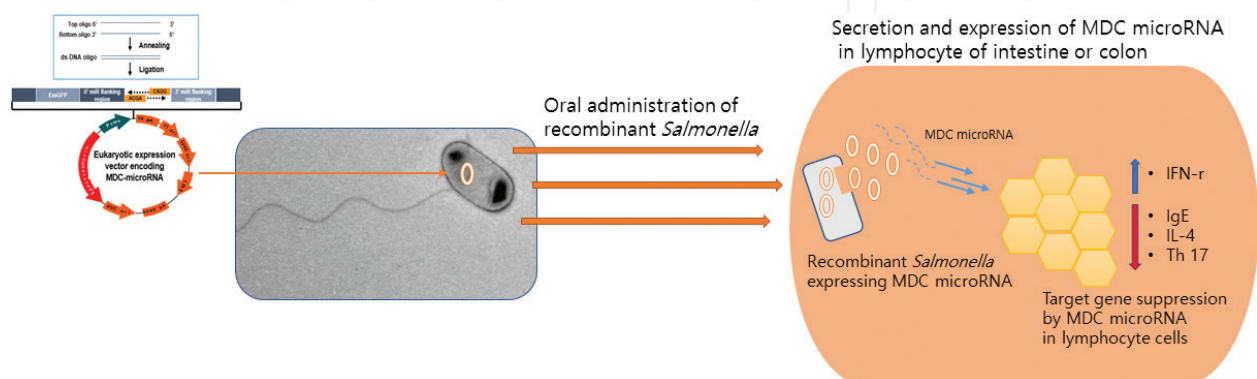 Top oligo 5' 3'
Bottom oligo 3' 5'
Annealing
ds DNA oligo
Ligation
EmGFP
5' miR flanking
region
CAGG
ACGA
3' miR flanking
region
Eukaryotic expression
vector encoding
MDC-microRNA
Oral administration of
recombinant Salmonella
Secretion and expression of MDC microRNA
in lymphocyte of intestine or colon
MDC microRNA
Recombinant Salmonella
expressing MDC microRNA
• IFN-r
• IgE
• IL-4
• Th 17
Target gene suppression
by MDC microRNA
in lymphocyte cells